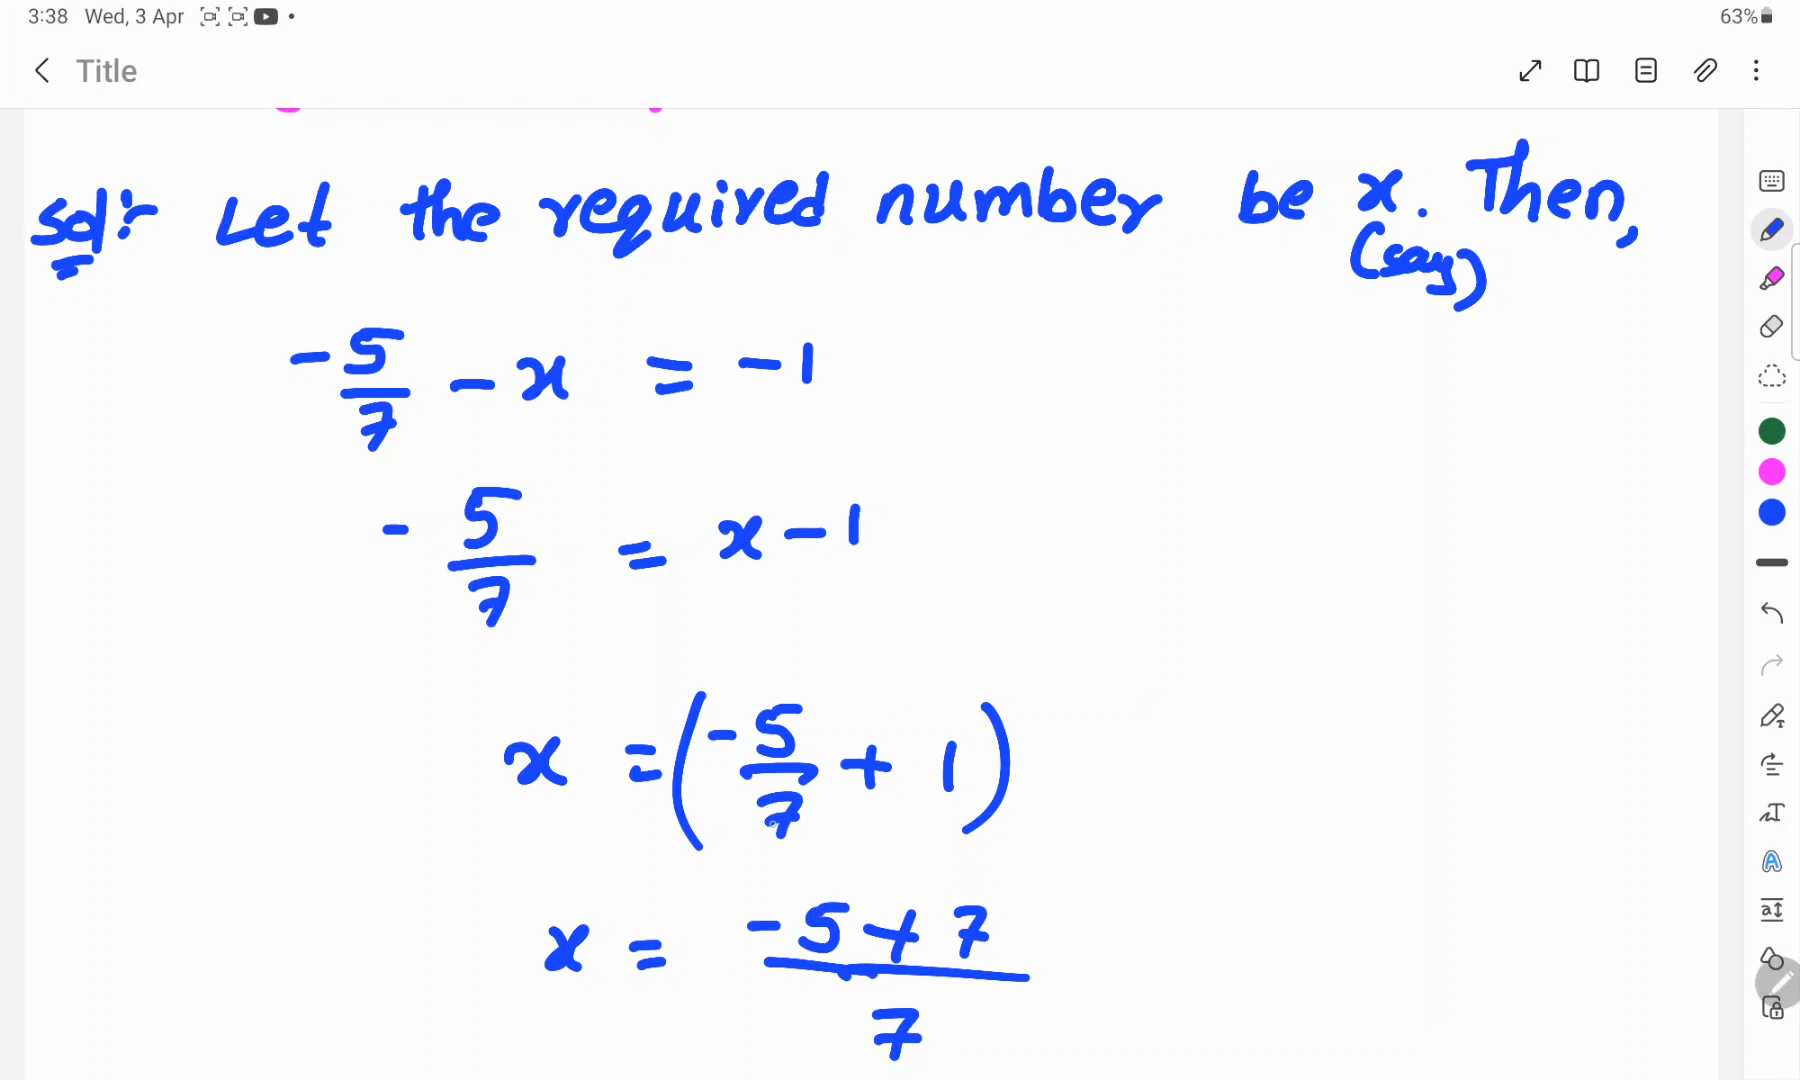 3:38 Wed, 3 Apr
63%
Title
Sol:- Let the required number be x. Then,
(say)
-5/7 - x = -1
-5/7 = x - 1
x = (-5/7 + 1)
x = -5+7/7